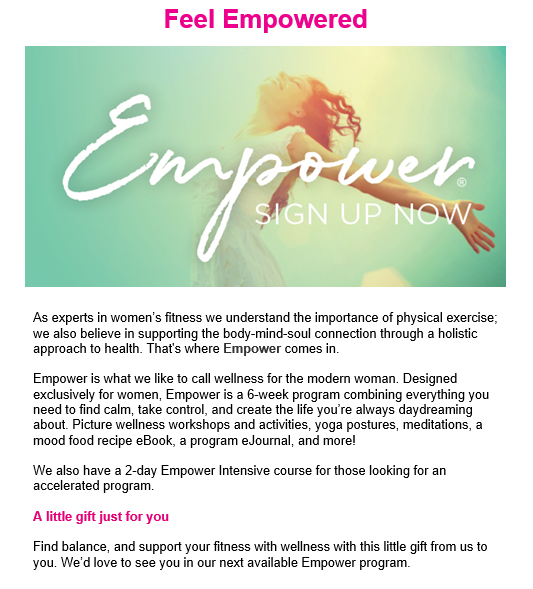 Feel Empowered
Empower®
SIGN UP NOW
As experts in women's fitness we understand the importance of physical exercise;
we also believe in supporting the body-mind-soul connection through a holistic
approach to health. That's where Empower comes in.
Empower is what we like to call wellness for the modern woman. Designed
exclusively for women, Empower is a 6-week program combining everything you
need to find calm, take control, and create the life you're always daydreaming
about. Picture wellness workshops and activities, yoga postures, meditations, a
mood food recipe eBook, a program eJournal, and more!
We also have a 2-day Empower Intensive course for those looking for an
accelerated program.
A little gift just for you
Find balance, and support your fitness with wellness with this little gift from us to
you. We'd love to see you in our next available Empower program.